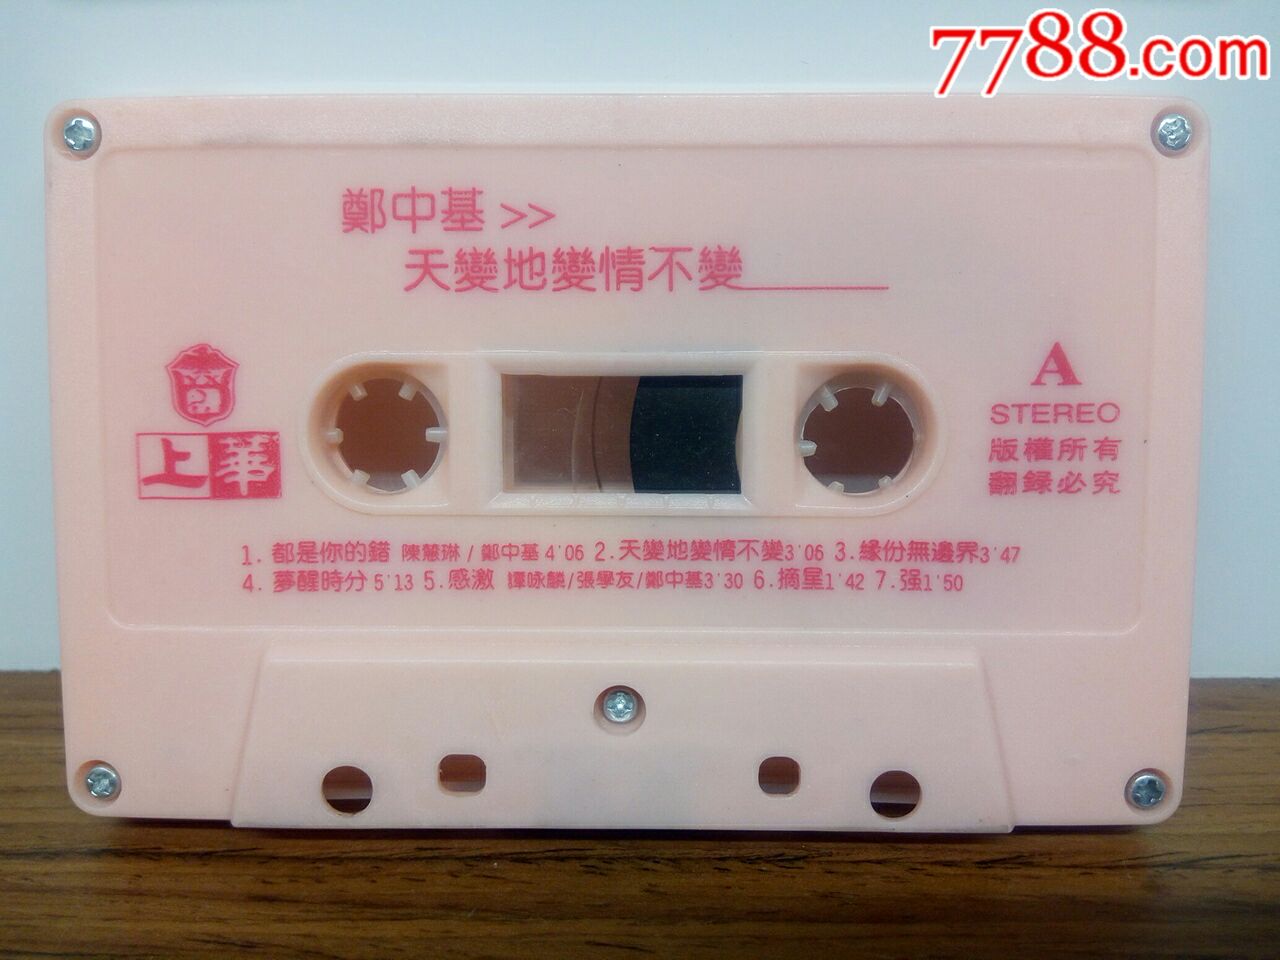 7788.com
鄭中基 >>
天變地變情不變
A
STEREO
版權所有
翻錄必究
上華
1. 都是你的錯 陳慧琳/鄭中基 4'06 2.天變地變情不變3'06 3.緣份無邊界3'47
4. 夢醒時分 5'13 5.感激 譚咏麟/張學友/鄭中基3'30 6.摘星1'42 7.强1'50